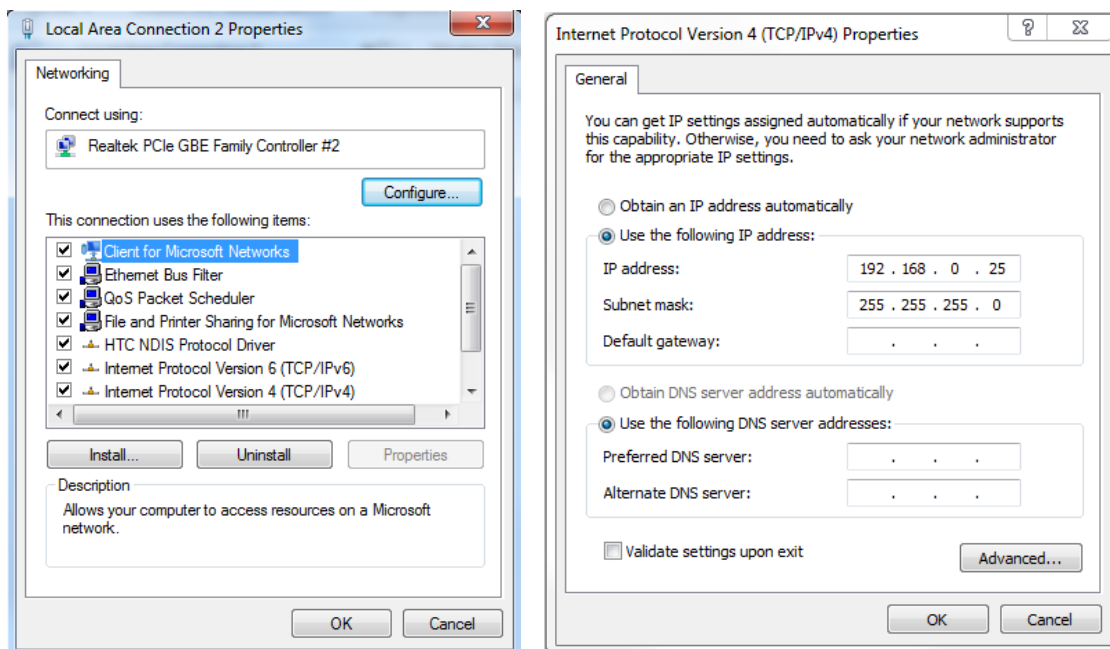 Local Area Connection 2 Properties
Networking
Connect using:
Realtek PCIe GBE Family Controller #2
Configure...
This connection uses the following items:
Client for Microsoft Networks
Ethernet Bus Filter
QoS Packet Scheduler
File and Printer Sharing for Microsoft Networks
HTC NDIS Protocol Driver
Internet Protocol Version 6 (TCP/IPv6)
Internet Protocol Version 4 (TCP/IPv4)
Install...
Uninstall
Properties
Description
Allows your computer to access resources on a Microsoft
network.
OK
Cancel
Internet Protocol Version 4 (TCP/IPv4) Properties
General
You can get IP settings assigned automatically if your network supports
this capability. Otherwise, you need to ask your network administrator
for the appropriate IP settings.
Obtain an IP address automatically
Use the following IP address:
IP address:
192 . 168 . 0 . 25
Subnet mask:
255 . 255 . 255 . 0
Default gateway:
. . .
Obtain DNS server address automatically
Use the following DNS server addresses:
Preferred DNS server:
. . .
Alternate DNS server:
. . .
Validate settings upon exit
Advanced...
OK
Cancel